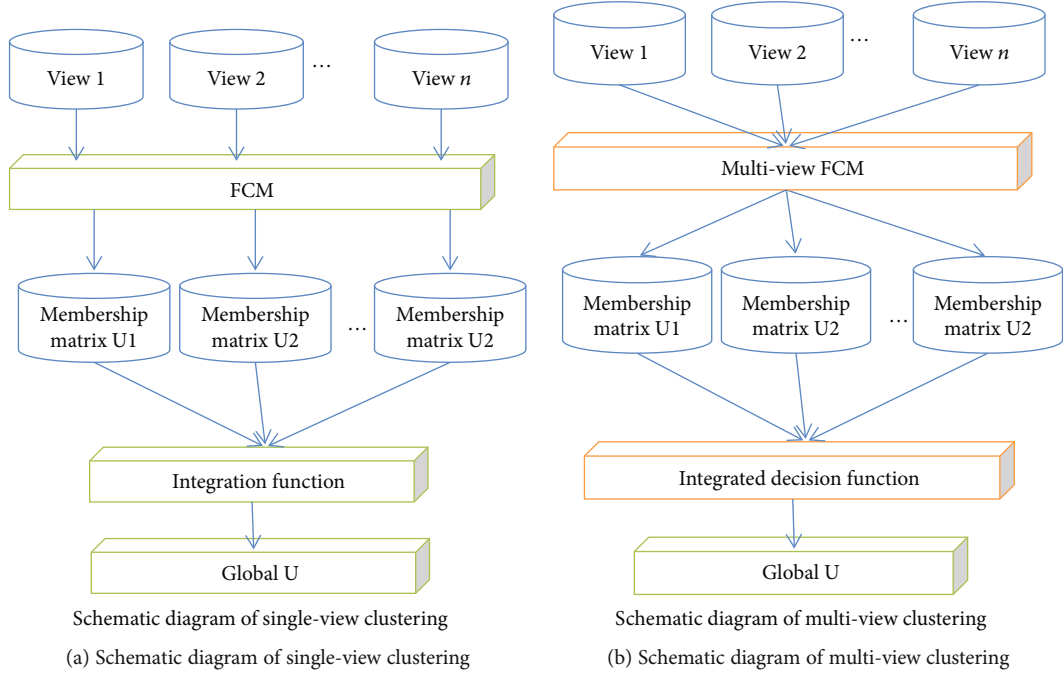 View 1
View 2
...
View n
FCM
Membership
matrix U1
Membership
matrix U2
...
Membership
matrix U2
Integration function
Global U
Schematic diagram of single-view clustering
(a) Schematic diagram of single-view clustering
View 1
View 2
...
View n
Multi-view FCM
Membership
matrix U1
Membership
matrix U2
...
Membership
matrix U2
Integrated decision function
Global U
Schematic diagram of multi-view clustering
(b) Schematic diagram of multi-view clustering